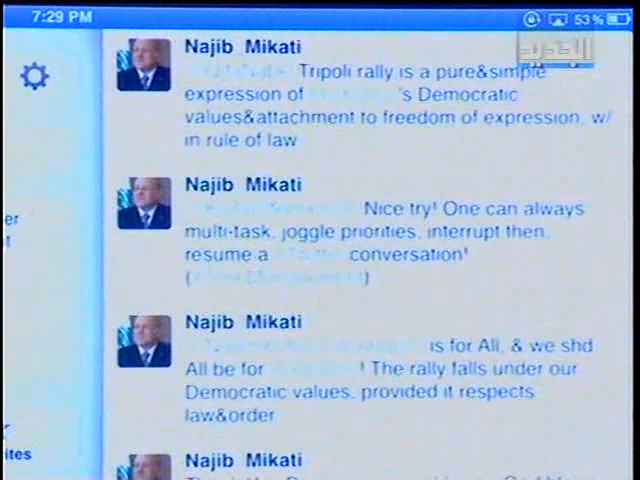 7:29 PM
53%
الجديد
Najib Mikati
Tripoli rally is a pure&simple
expression of 's Democratic
values&attachment to freedom of expression, w/
in rule of law
Najib Mikati
Nice try! One can always
multi-task, joggle priorities, interrupt then,
resume a conversation!
( )
Najib Mikati
is for All, & we shd
All be for ! The rally falls under our
Democratic values, provided it respects
law&order
Najib Mikati
er
ites